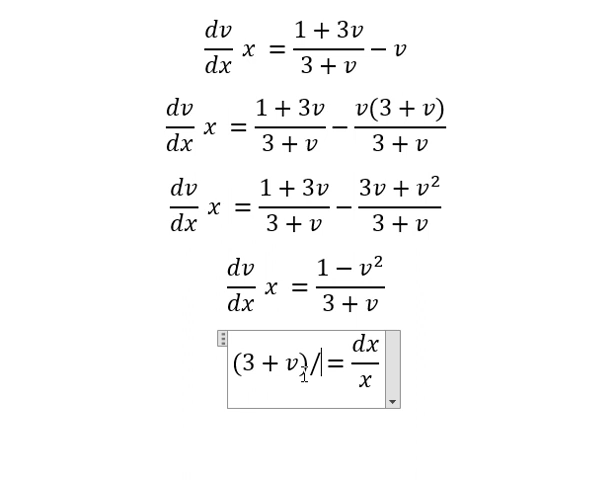 dv/dx x = (1 + 3v)/(3 + v) − v
dv/dx x = (1 + 3v)/(3 + v) − v(3 + v)/(3 + v)
dv/dx x = (1 + 3v)/(3 + v) − (3v + v²)/(3 + v)
dv/dx x = (1 − v²)/(3 + v)
(3 + v)/ = dx/x